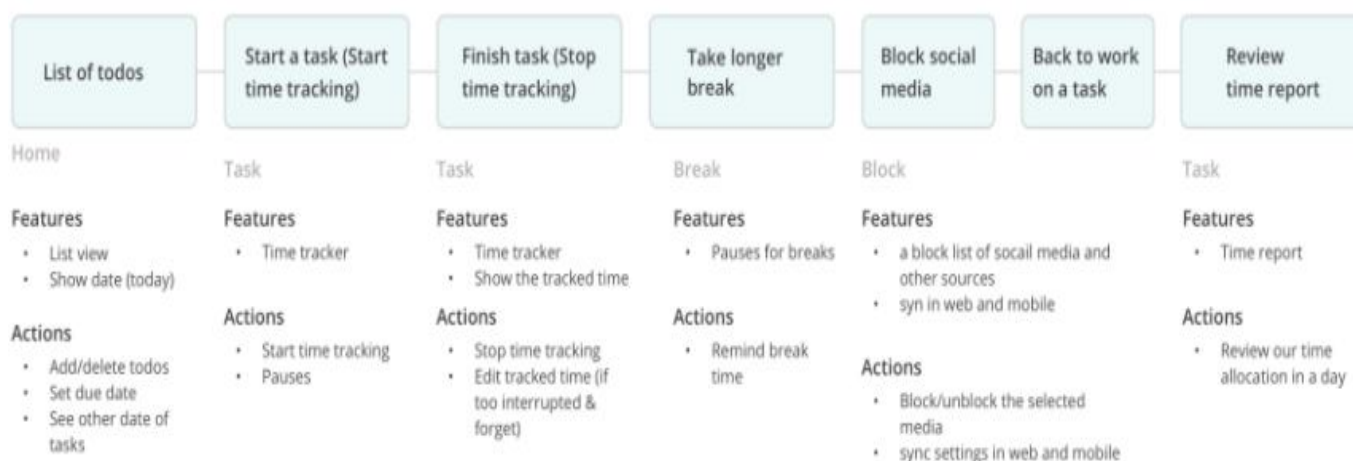 List of todos
Start a task (Start
time tracking)
Finish task (Stop
time tracking)
Take longer
break
Block social
media
Back to work
on a task
Review
time report
Home
Task
Task
Break
Block
Task
Features
• List view
• Show date (today)
Actions
• Add/delete todos
• Set due date
• See other date of
tasks
Features
• Time tracker
Actions
• Start time tracking
• Pauses
Features
• Time tracker
• Show the tracked time
Actions
• Stop time tracking
• Edit tracked time (if
too interrupted &
forget)
Features
• Pauses for breaks
Actions
• Remind break
time
Features
• a block list of socail media and
other sources
• syn in web and mobile
Actions
• Block/unblock the selected
media
• sync settings in web and mobile
Features
• Time report
Actions
• Review our time
allocation in a day